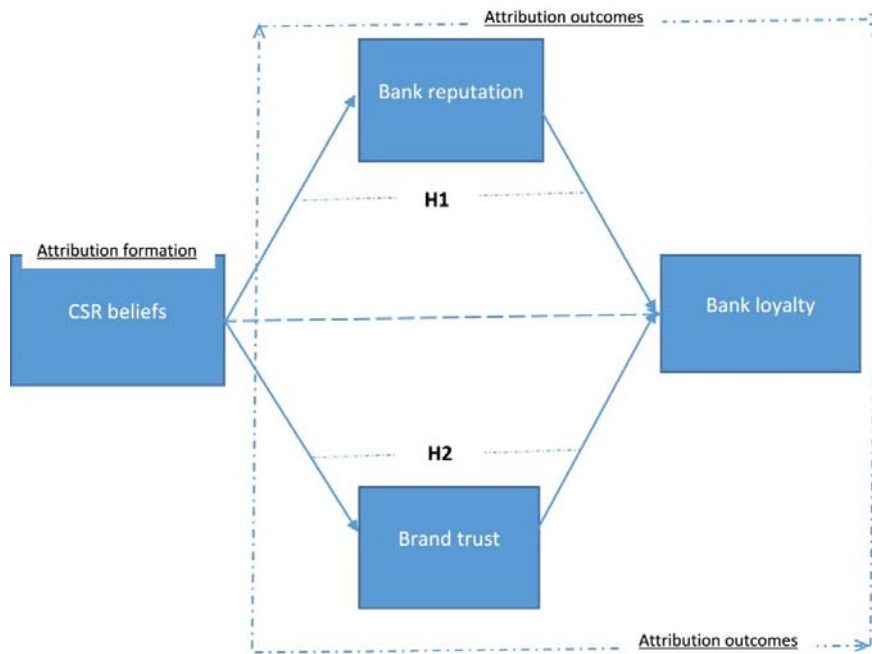 Attribution outcomes
Bank reputation
H1
Attribution formation
CSR beliefs
Bank loyalty
H2
Brand trust
Attribution outcomes